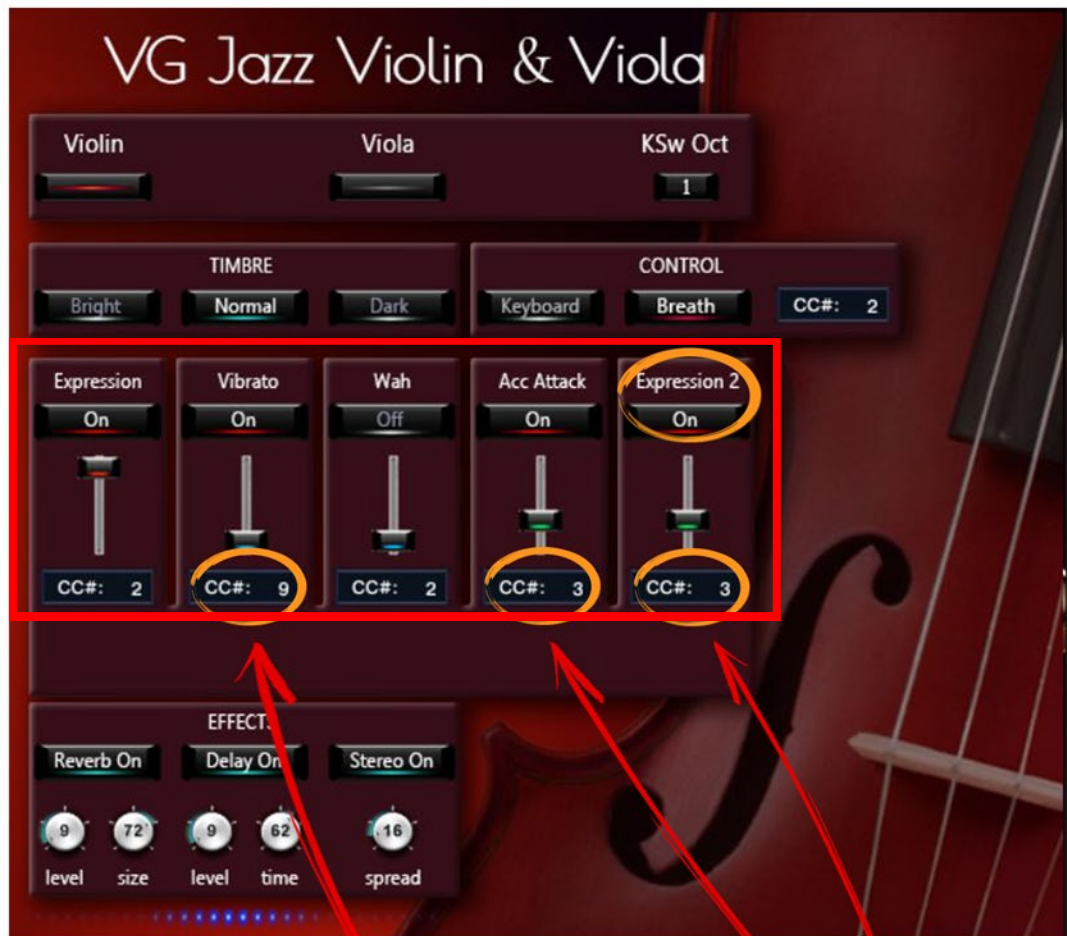 VG Jazz Violin & Viola
Violin Viola KSw Oct
1
TIMBRE CONTROL
Bright Normal Dark Keyboard Breath CC#: 2
Expression Vibrato Wah Acc Attack Expression 2
On On Off On On
CC#: 2 CC#: 9 CC#: 2 CC#: 3 CC#: 3
EFFECTS
Reverb On Delay On Stereo On
9 72 9 62 16
level size level time spread